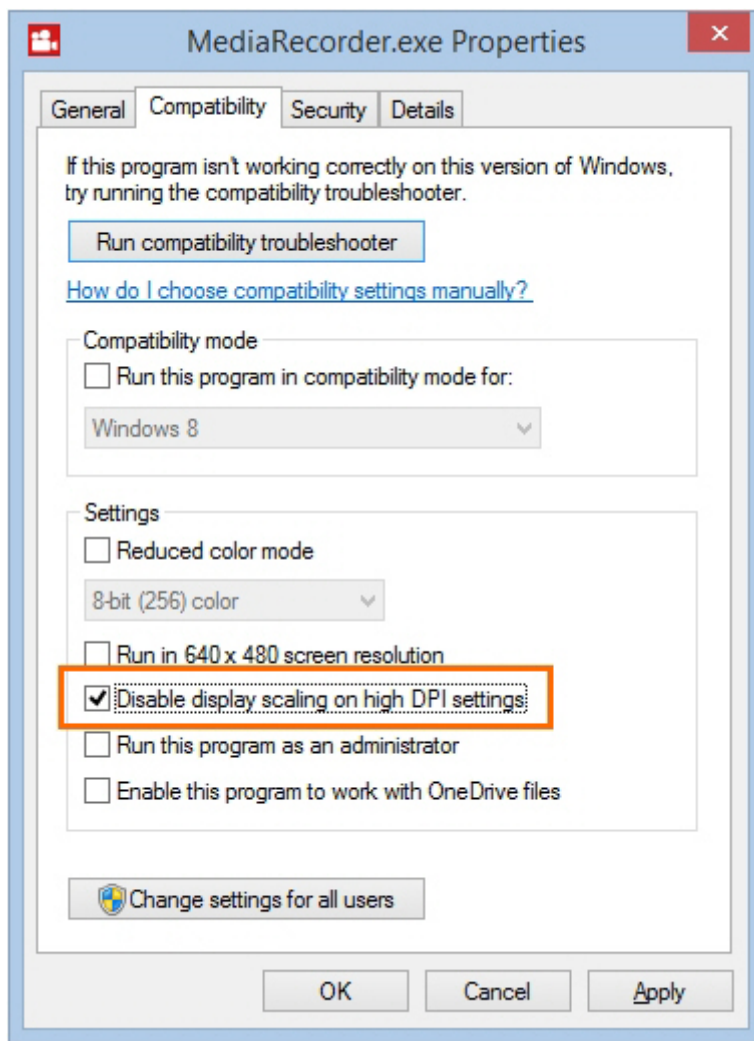 MediaRecorder.exe Properties
General Compatibility Security Details
If this program isn't working correctly on this version of Windows,
try running the compatibility troubleshooter.
Run compatibility troubleshooter
How do I choose compatibility settings manually?
Compatibility mode
Run this program in compatibility mode for:
Windows 8
Settings
Reduced color mode
8-bit (256) color
Run in 640 x 480 screen resolution
Disable display scaling on high DPI settings
Run this program as an administrator
Enable this program to work with OneDrive files
Change settings for all users
OK Cancel Apply